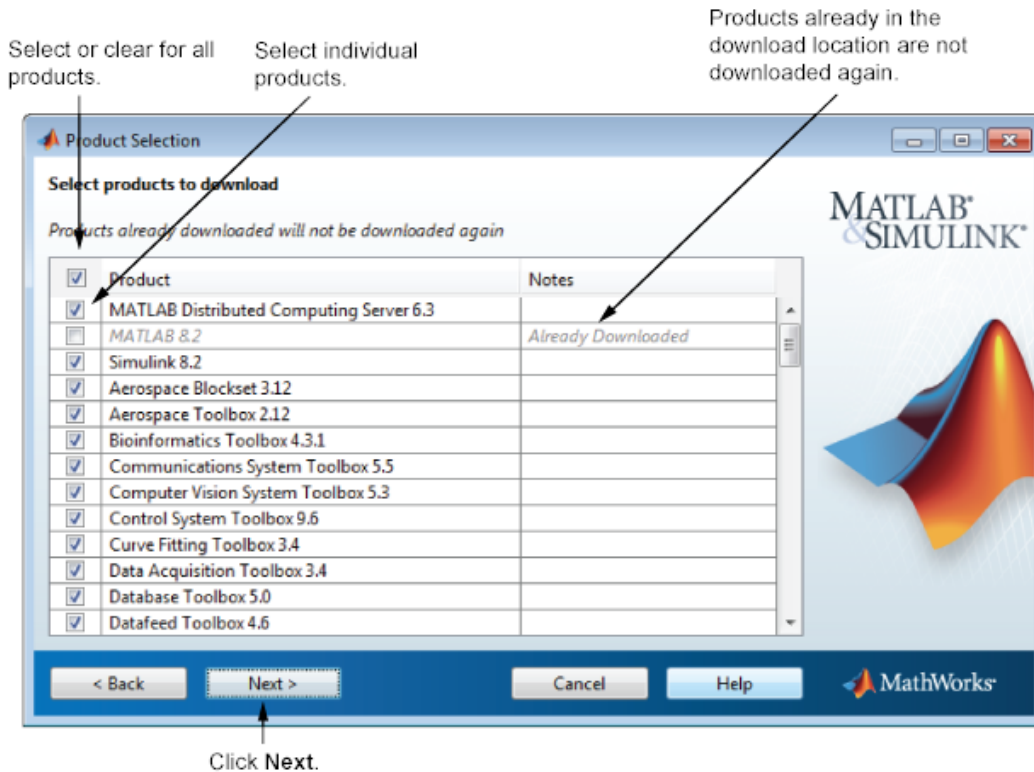 Products already in the
download location are not
downloaded again.
Select or clear for all
products.
Select individual
products.
Product Selection
Select products to download
Products already downloaded will not be downloaded again
MATLAB®
&SIMULINK®
Product Notes
MATLAB Distributed Computing Server 6.3
MATLAB 8.2 Already Downloaded
Simulink 8.2
Aerospace Blockset 3.12
Aerospace Toolbox 2.12
Bioinformatics Toolbox 4.3.1
Communications System Toolbox 5.5
Computer Vision System Toolbox 5.3
Control System Toolbox 9.6
Curve Fitting Toolbox 3.4
Data Acquisition Toolbox 3.4
Database Toolbox 5.0
Datafeed Toolbox 4.6
< Back Next > Cancel Help MathWorks®
Click Next.